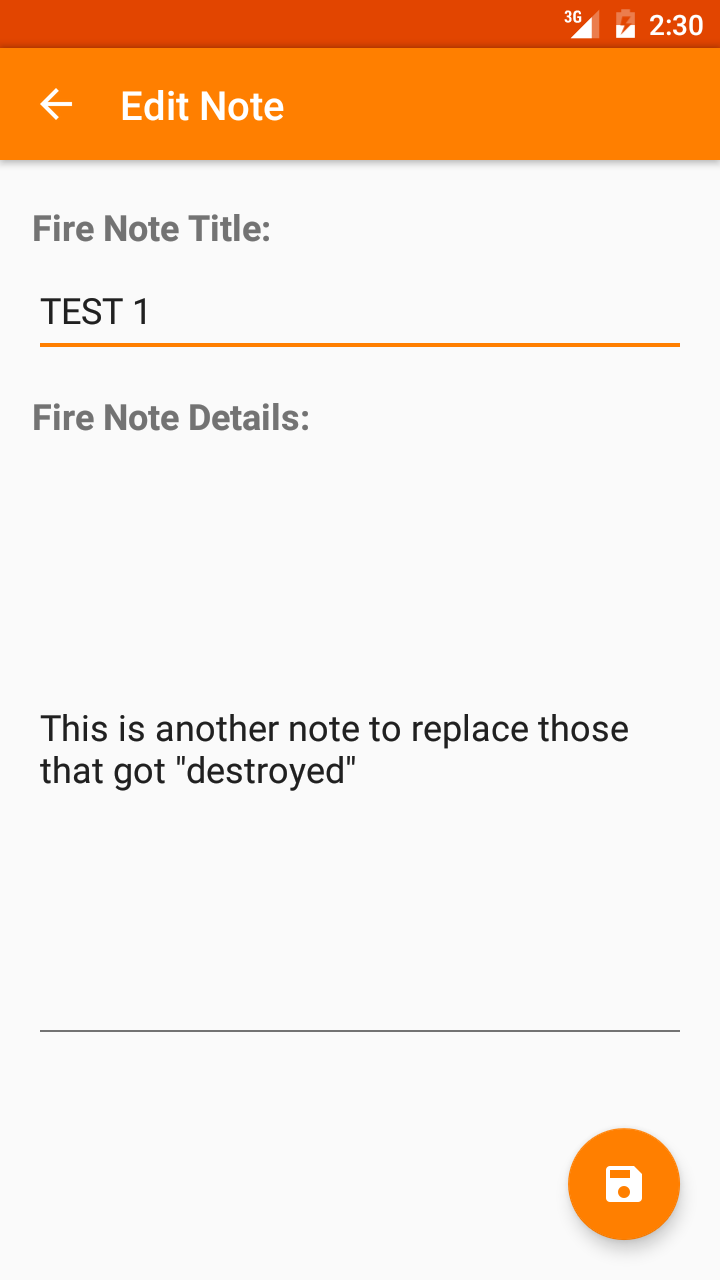 3G 2:30
Edit Note
Fire Note Title:
TEST 1
Fire Note Details:
This is another note to replace those
that got "destroyed"